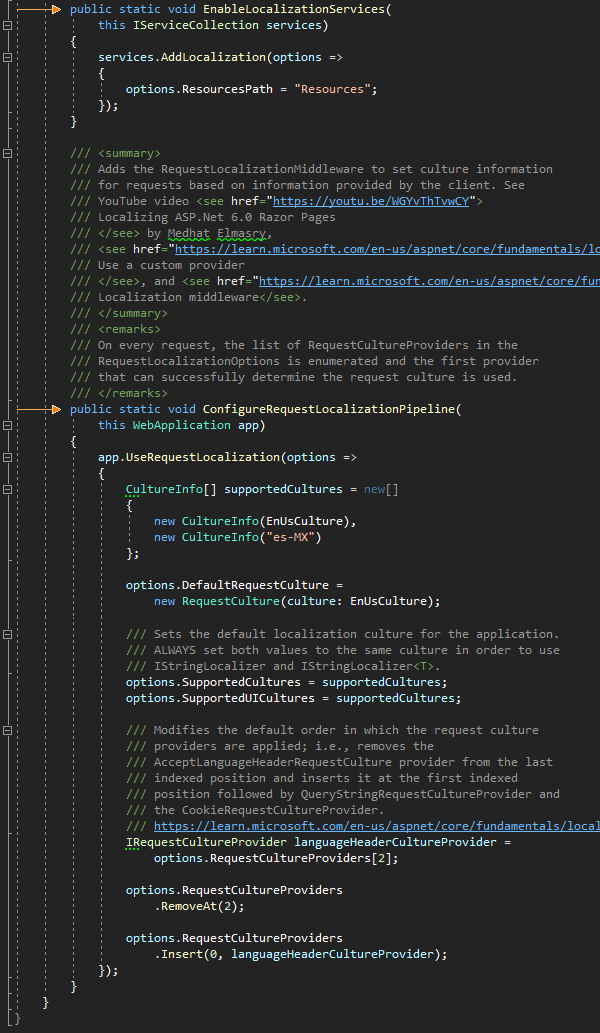 public static void EnableLocalizationServices(
this IServiceCollection services)
{
services.AddLocalization(options =>
{
options.ResourcesPath = "Resources";
});
}
/// <summary>
/// Adds the RequestLocalizationMiddleware to set culture information
/// for requests based on information provided by the client. See
/// YouTube video <see href="https://youtu.be/WGYvThTvwCY">
/// Localizing ASP.Net 6.0 Razor Pages
/// </see> by Medhat Elmasry,
/// <see href="https://learn.microsoft.com/en-us/aspnet/core/fundamentals/lo
/// Use a custom provider
/// </see>, and <see href="https://learn.microsoft.com/en-us/aspnet/core/fun
/// Localization middleware</see>.
/// </summary>
/// <remarks>
/// On every request, the list of RequestCultureProviders in the
/// RequestLocalizationOptions is enumerated and the first provider
/// that can successfully determine the request culture is used.
/// </remarks>
public static void ConfigureRequestLocalizationPipeline(
this WebApplication app)
{
app.UseRequestLocalization(options =>
{
CultureInfo[] supportedCultures = new[]
{
new CultureInfo(EnUsCulture),
new CultureInfo("es-MX")
};
options.DefaultRequestCulture =
new RequestCulture(culture: EnUsCulture);
/// Sets the default localization culture for the application.
/// ALWAYS set both values to the same culture in order to use
/// IStringLocalizer and IStringLocalizer<T>.
options.SupportedCultures = supportedCultures;
options.SupportedUICultures = supportedCultures;
/// Modifies the default order in which the request culture
/// providers are applied; i.e., removes the
/// AcceptLanguageHeaderRequestCulture provider from the last
/// indexed position and inserts it at the first indexed
/// position followed by QueryStringRequestCultureProvider and
/// the CookieRequestCultureProvider.
/// https://learn.microsoft.com/en-us/aspnet/core/fundamentals/local
IRequestCultureProvider languageHeaderCultureProvider =
options.RequestCultureProviders[2];
options.RequestCultureProviders
.RemoveAt(2);
options.RequestCultureProviders
.Insert(0, languageHeaderCultureProvider);
});
}
}
}